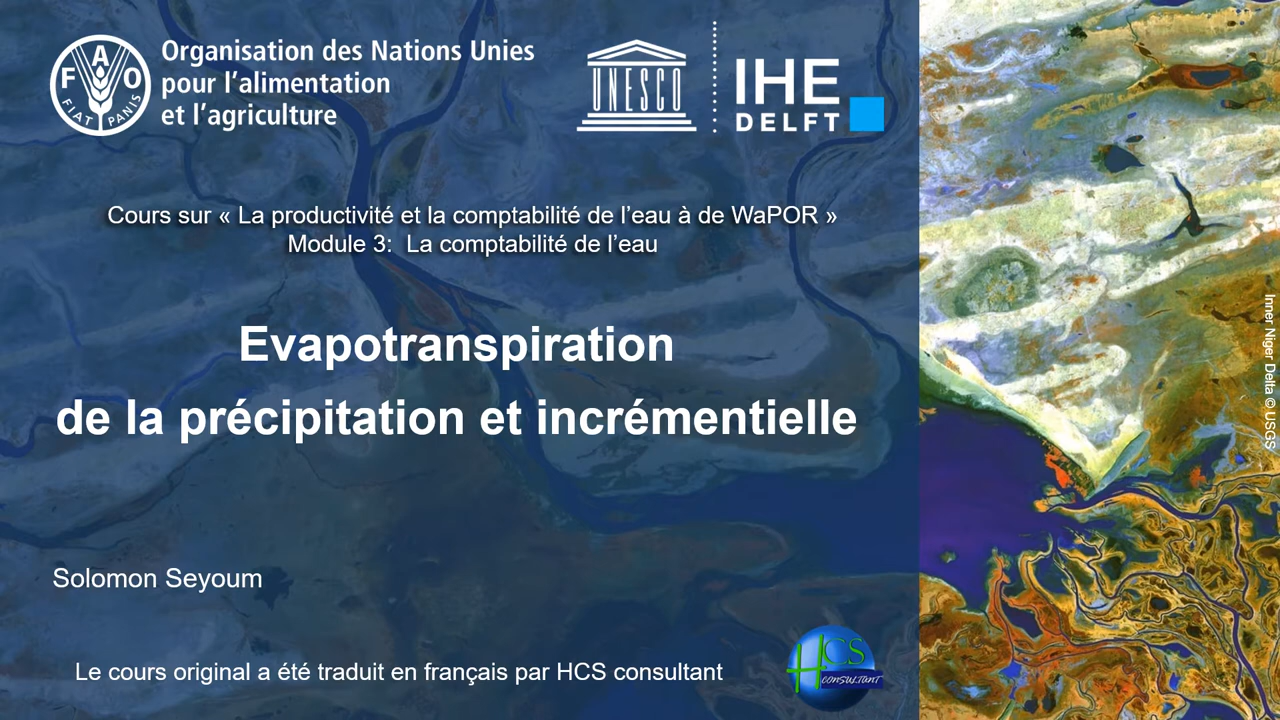 Organisation des Nations Unies
pour l'alimentation
et l'agriculture
F A O
FIAT PANIS
UNESCO
IHE
DELFT
Cours sur « La productivité et la comptabilité de l'eau à de WaPOR »
Module 3:  La comptabilité de l'eau
Evapotranspiration
de la précipitation et incrémentielle
Solomon Seyoum
Le cours original a été traduit en français par HCS consultant
HCS
CONSULTANT
Inner Niger Delta © USGS